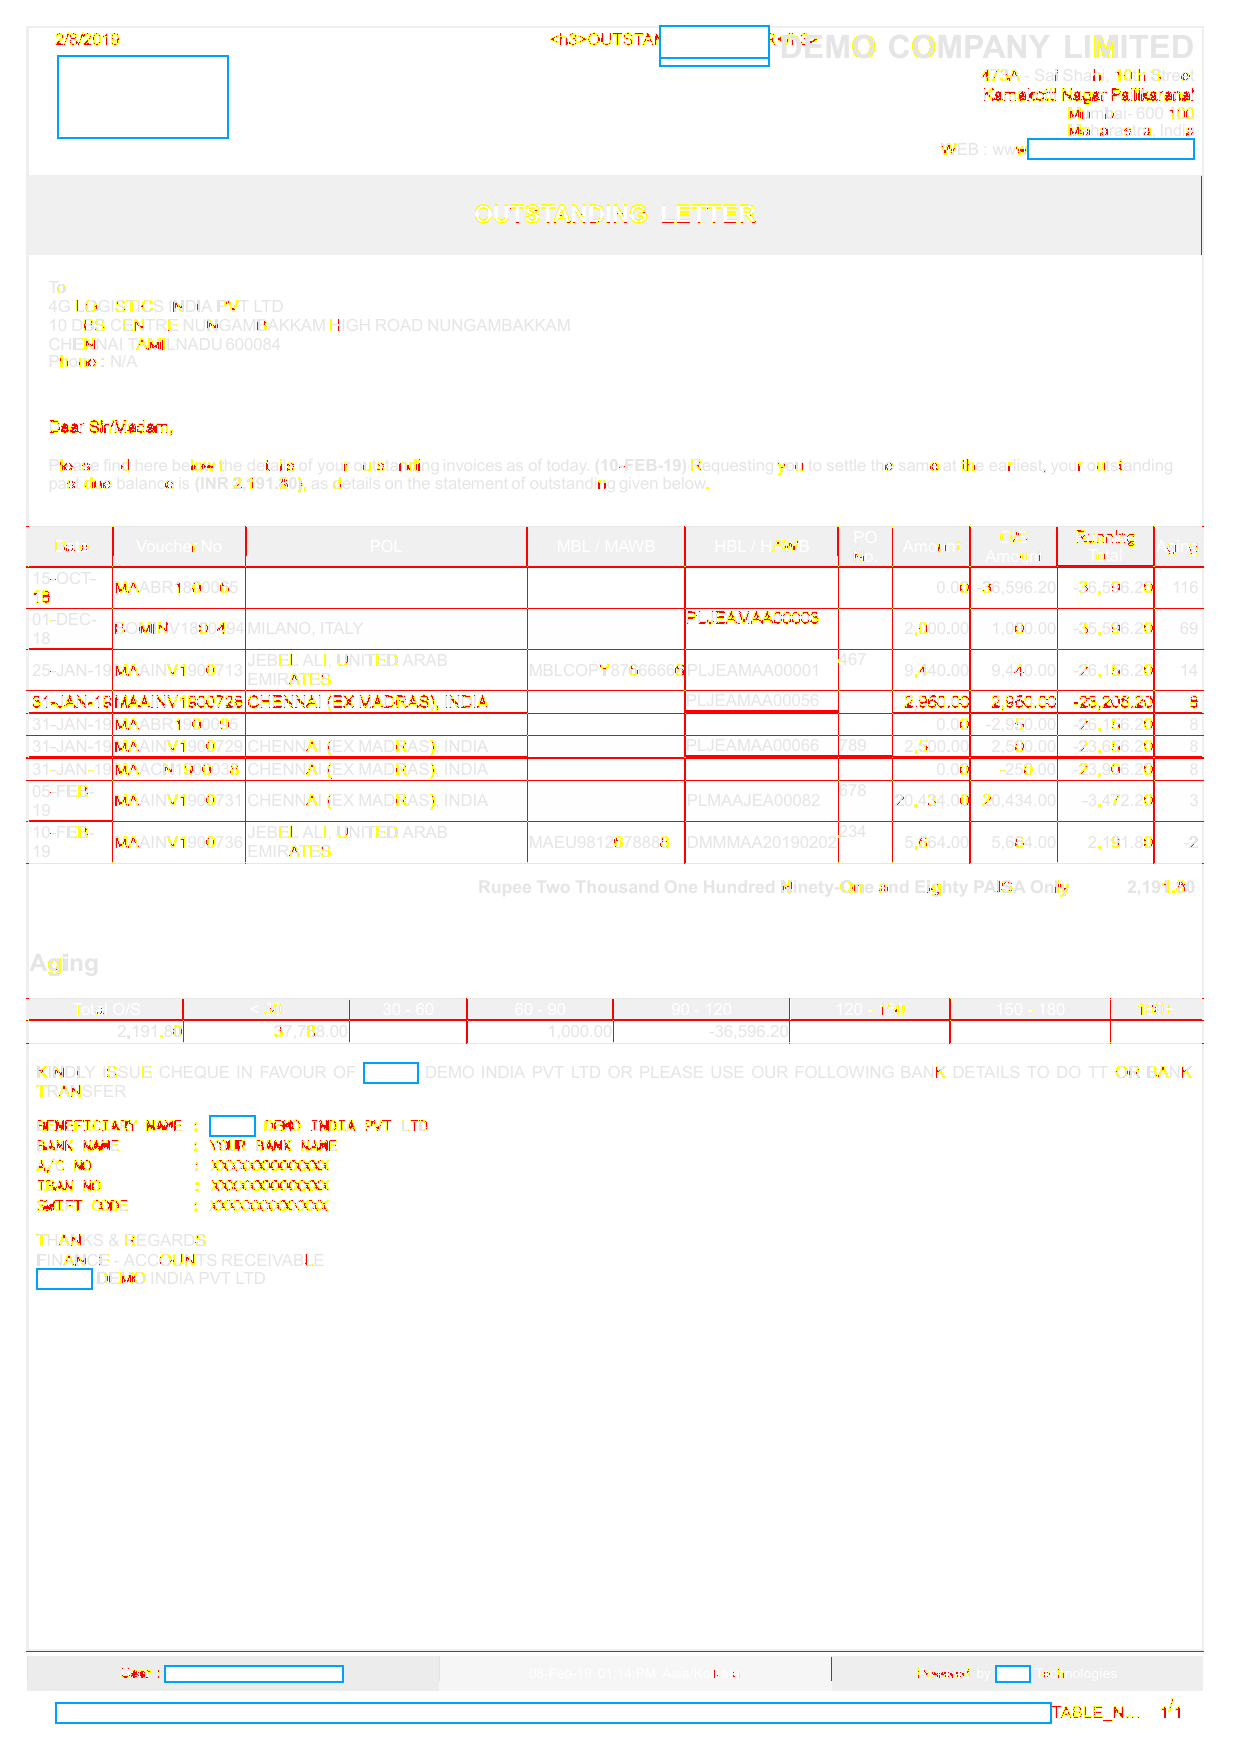 2/8/2019
DEMO COMPANY LIMITED
473A - Sai Shani, 10th Street
Kamakoti Nagar Pallikaranai
Mumbai- 600 100
Maharastra, India
WEB : www
OUTSTANDING LETTER
To
4G LOGISTICS INDIA PVT LTD
10 DBS CENTRE NUNGAMBAKKAM HIGH ROAD NUNGAMBAKKAM
CHENNAI TAMILNADU 600084
Phone : N/A
Dear Sir/Madam,
Please find here below the details of your outstanding invoices as of today. (10-FEB-19) Requesting you to settle the same at the earliest, your outstanding
past due balance is (INR 2,191.80), as details on the statement of outstanding given below.
Date Voucher No POL MBL / MAWB HBL / HAWB PO No. Amount O/S Amount Running Total Aging
15-OCT-18 MAABR1800065 0.00 -36,596.20 -36,596.20 116
01-DEC-18 MILANO, ITALY PLJEAMAA00008 2,000.00 1,000.00 -35,596.20 69
25-JAN-19 MAAINV1900713 JEBEL ALI, UNITED ARAB EMIRATES PLJEAMAA00001 467 9,440.00 9,440.00 -26,156.20 14
31-JAN-19 MAAINV1900728 CHENNAI (EX MADRAS), INDIA PLJEAMAA00056 2,950.00 2,950.00 -23,206.20 8
31-JAN-19 MAABR1900095 0.00 -2,950.00 -26,156.20 8
31-JAN-19 MAAINV1900729 CHENNAI (EX MADRAS), INDIA PLJEAMAA00066 789 2,500.00 2,500.00 -23,656.20 8
31-JAN-19 MAACN1900038 CHENNAI (EX MADRAS), INDIA 0.00 -250.00 -23,906.20 8
05-FEB-19 MAAINV1900731 CHENNAI (EX MADRAS), INDIA PLMAAJEA00082 678 20,434.00 20,434.00 -3,472.20 3
10-FEB-19 MAAINV1900736 JEBEL ALI, UNITED ARAB EMIRATES MAEU9812678888 DMMMAA20190202 234 5,664.00 5,664.00 2,191.80 -2
Rupee Two Thousand One Hundred Ninety-One and Eighty PAISA Only 2,191.80
Aging
Total O/S < 30 30 - 60 60 - 90 90 - 120 120 - 150 150 - 180 180+
2,191.80 37,788.00 1,000.00 -36,596.20
KINDLY ISSUE CHEQUE IN FAVOUR OF DEMO INDIA PVT LTD OR PLEASE USE OUR FOLLOWING BANK DETAILS TO DO TT OR BANK
TRANSFER
BENEFICIARY NAME : DEMO INDIA PVT LTD
BANK NAME : YOUR BANK NAME
A/C NO : XXXXXXXXXXXXX
TBAN NO : XXXXXXXXXXXXX
SWIFT CODE : XXXXXXXXXXXXX
THANKS & REGARDS
FINANCE - ACCOUNTS RECEIVABLE
DEMO INDIA PVT LTD
User :
Powered by Technologies
TABLE_N... 1/1